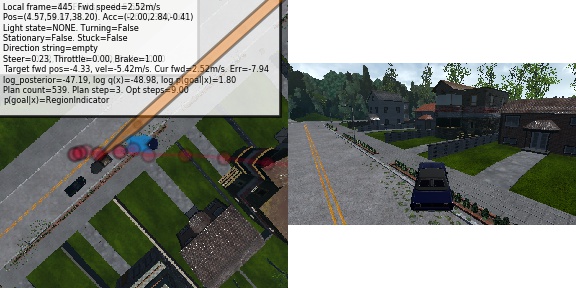 Local frame=445. Fwd speed=2.52m/s
Pos=(4.57,59.17,38.20). Acc=(-2.00,2.84,-0.41)
Light state=NONE. Turning=False
Stationary=False. Stuck=False
Direction string=empty
Steer=0.23, Throttle=0.00, Brake=1.00
Target fwd pos=-4.33, vel=-5.42m/s. Cur fwd=2.52m/s. Err=-7.94
log_posterior=-47.19, log q(x)=-48.98, log p(goal|x)=1.80
Plan count=539. Plan step=3. Opt steps=9.00
p(goal|x)=RegionIndicator